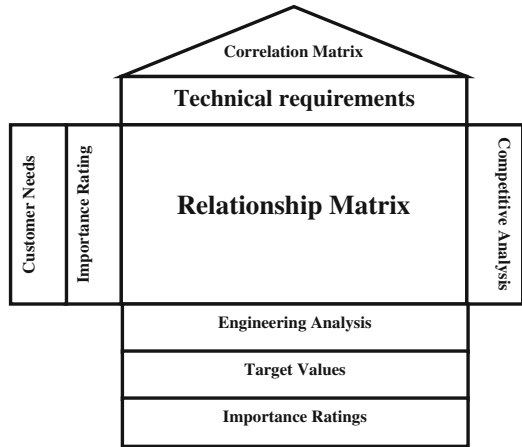 Correlation Matrix
Technical requirements
Customer Needs
Importance Rating
Relationship Matrix
Competitive Analysis
Engineering Analysis
Target Values
Importance Ratings